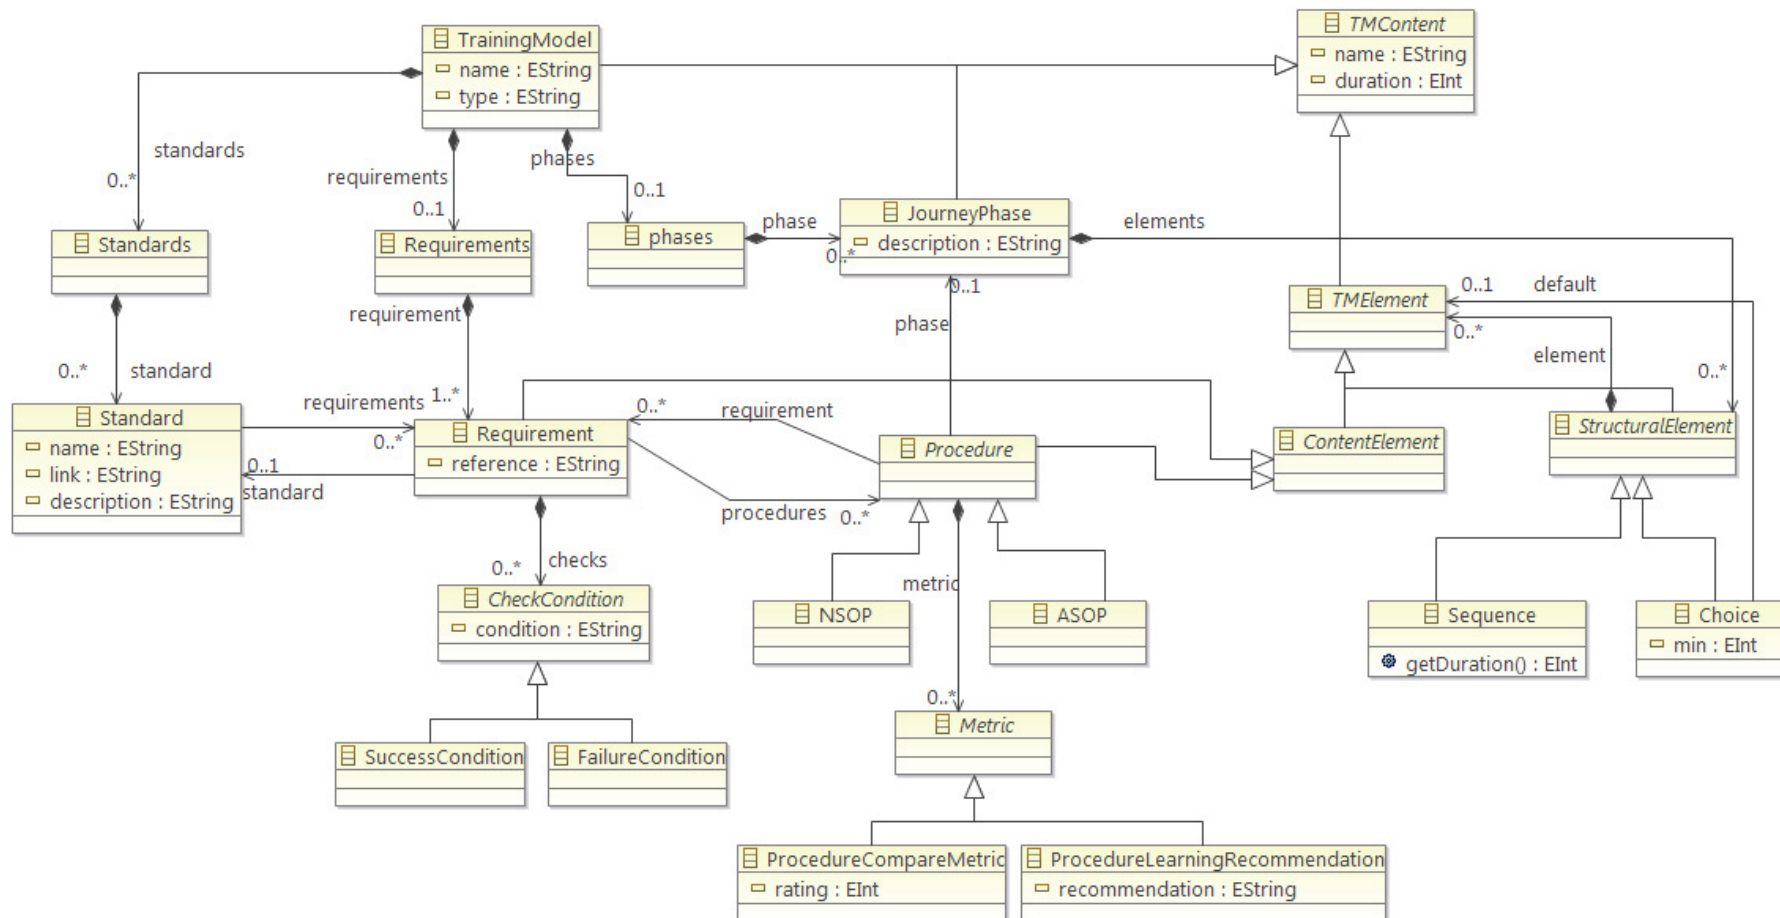 TrainingModel
name : EString
type : EString
TMContent
name : EString
duration : EInt
standards
0..*
requirements
0..1
phases
0..1
Standards
Requirements
phases
phase
0..*
JourneyPhase
description : EString
elements
0..1
phase
TMElement
0..1
default
0..*
element
0..*
requirement
1..*
0..*
standard
Standard
name : EString
link : EString
description : EString
requirements
0..*
0..1
standard
Requirement
reference : EString
0..*
requirement
procedures
0..*
Procedure
ContentElement
StructuralElement
checks
0..*
CheckCondition
condition : EString
metric
NSOP
ASOP
Sequence
getDuration() : EInt
Choice
min : EInt
0..*
Metric
SuccessCondition
FailureCondition
ProcedureCompareMetric
rating : EInt
ProcedureLearningRecommendation
recommendation : EString